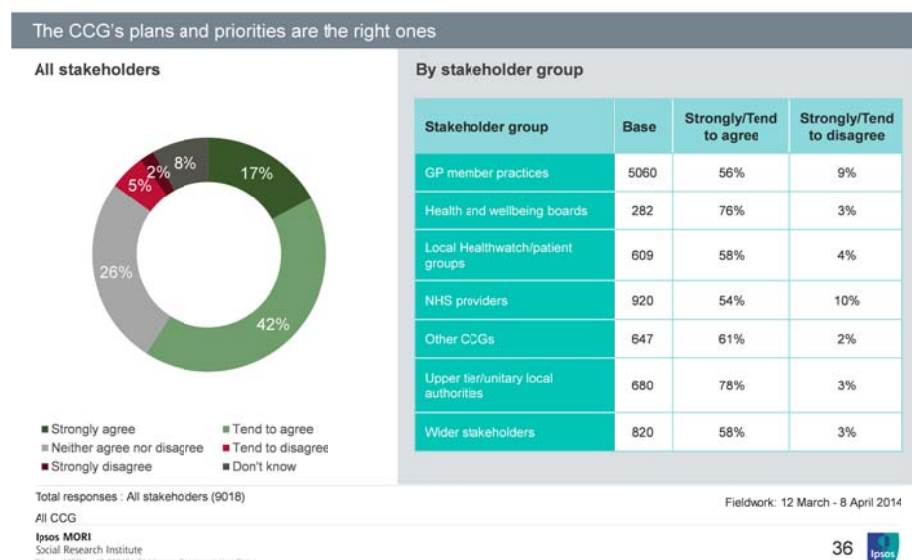 The CCG's plans and priorities are the right ones
All stakeholders
17%
42%
26%
5%
2%
8%
Strongly agree
Tend to agree
Neither agree nor disagree
Tend to disagree
Strongly disagree
Don't know
By stakeholder group
Stakeholder group Base Strongly/Tend to agree Strongly/Tend to disagree
GP member practices 5060 56% 9%
Health and wellbeing boards 282 76% 3%
Local Healthwatch/patient groups 609 58% 4%
NHS providers 920 54% 10%
Other CCGs 647 61% 2%
Upper tier/unitary local authorities 680 78% 3%
Wider stakeholders 820 58% 3%
Total responses : All stakehoders (9018)
Fieldwork: 12 March - 8 April 2014
All CCG
Ipsos MORI
Social Research Institute
36
Ipsos